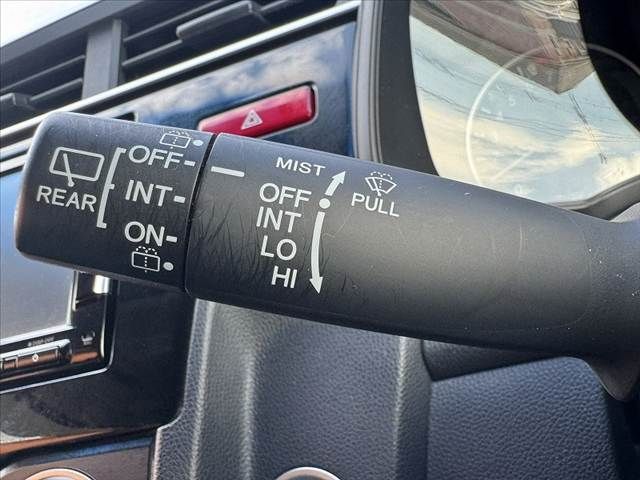 REAR
OFF-
INT-
ON-
MIST
OFF
INT
LO
HI
PULL